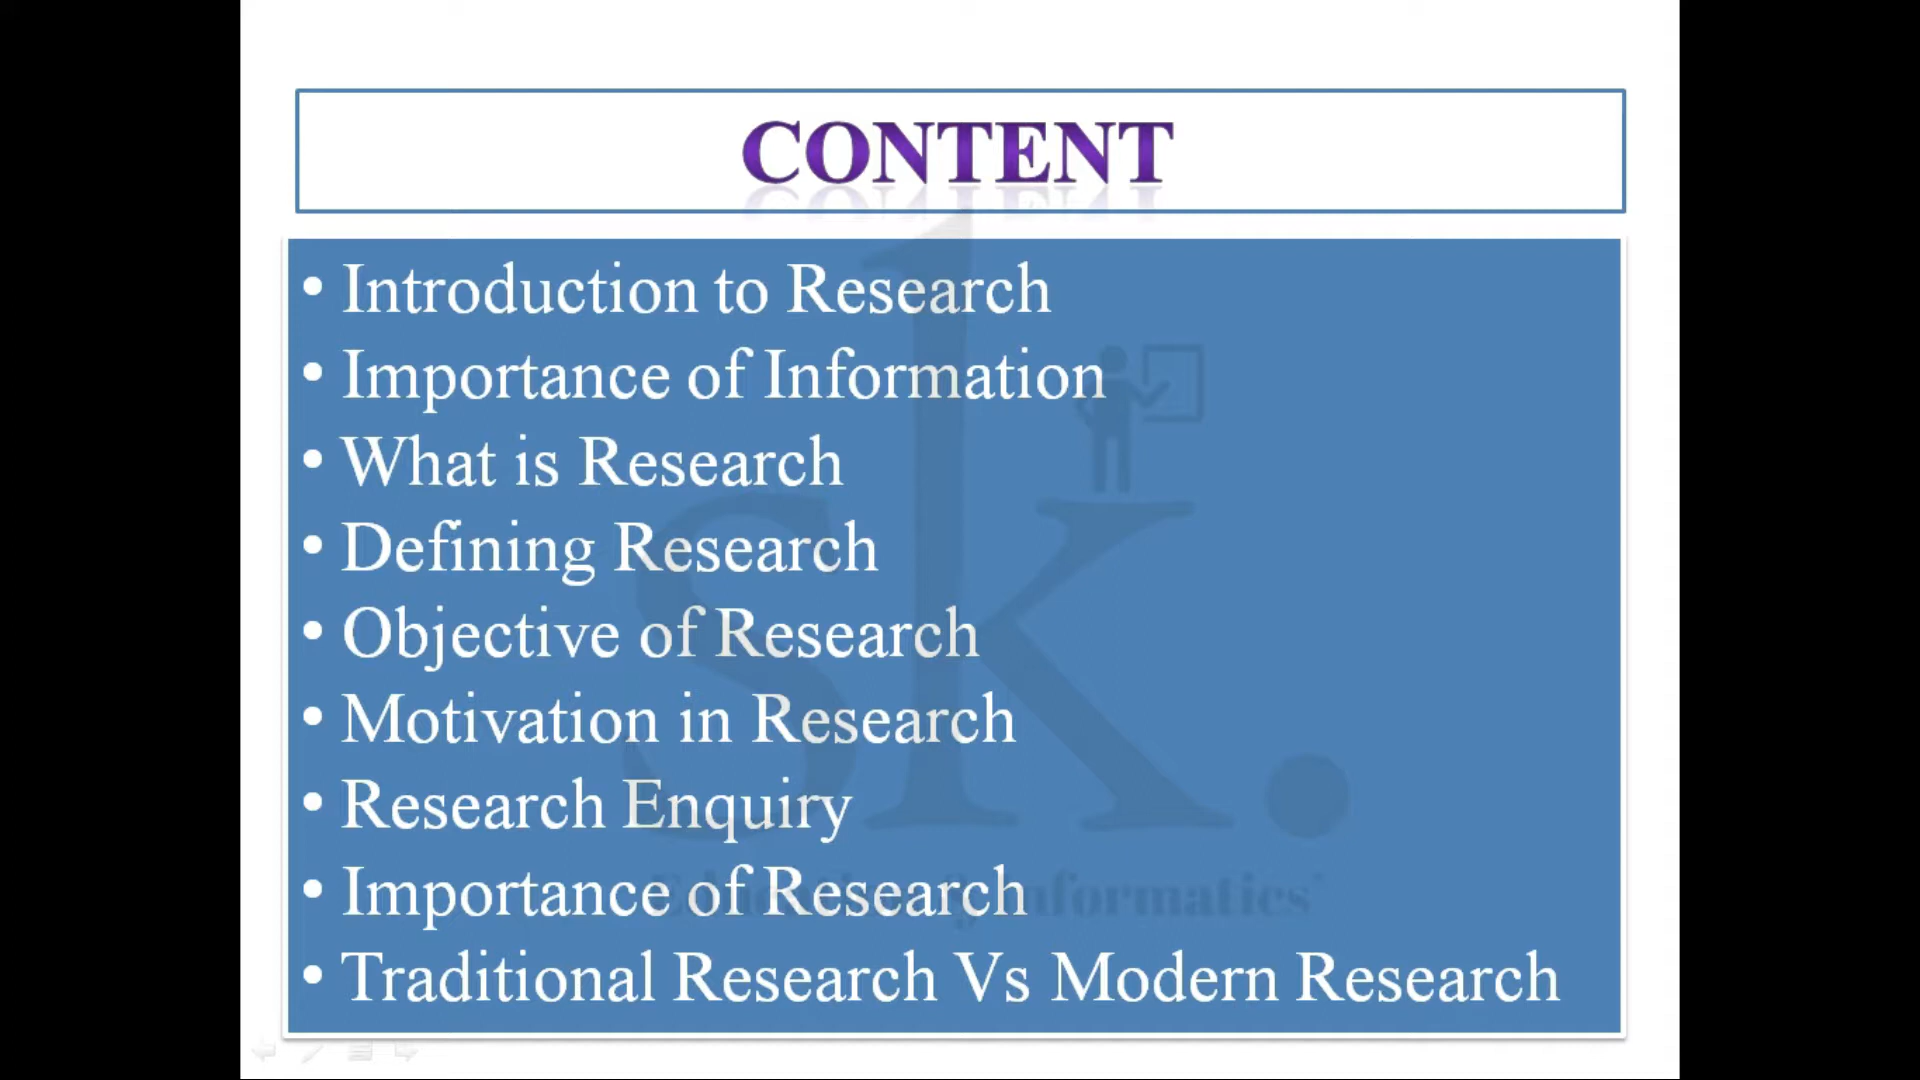 CONTENT
• Introduction to Research
• Importance of Information
• What is Research
• Defining Research
• Objective of Research
• Motivation in Research
• Research Enquiry
• Importance of Research
• Traditional Research Vs Modern Research
sk.